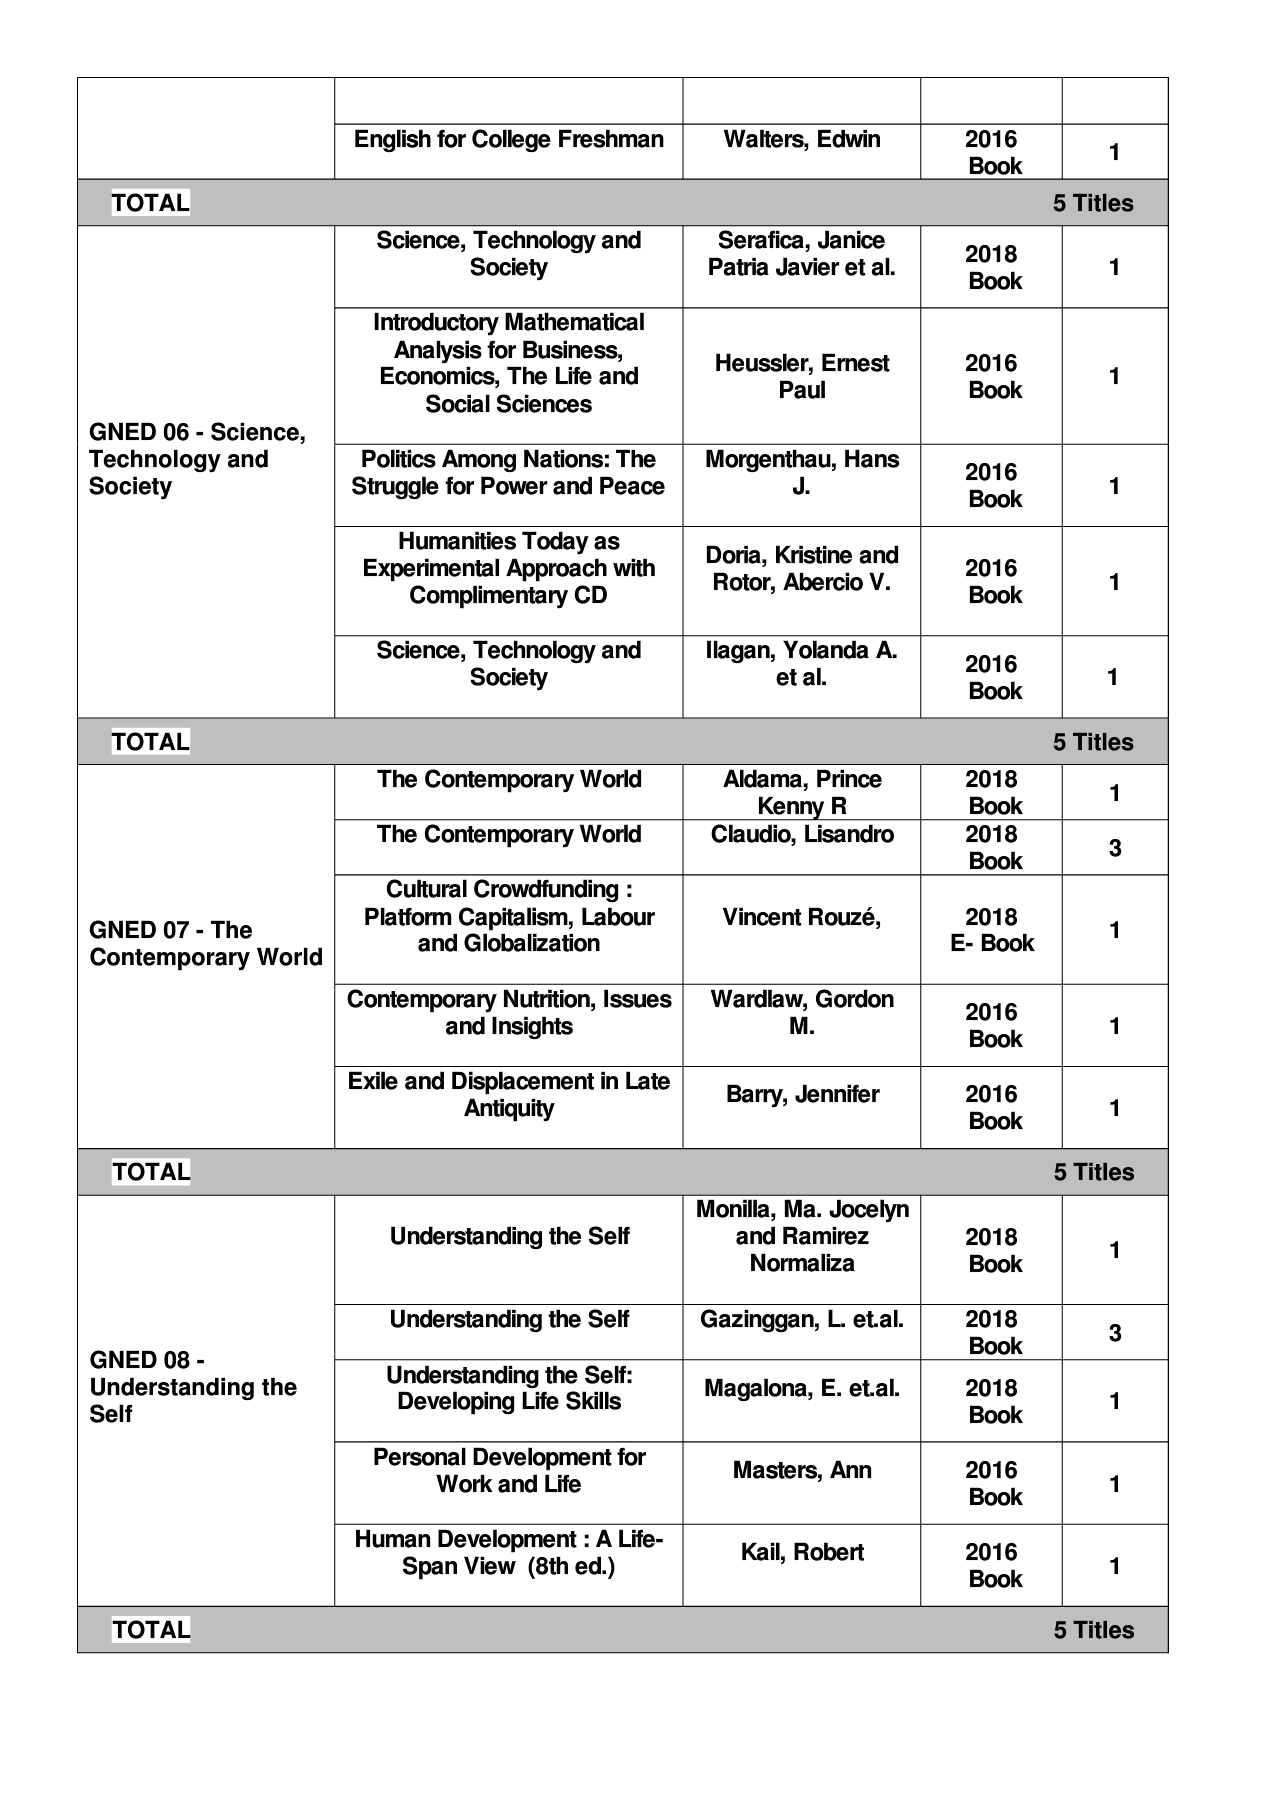 English for College Freshman
Walters, Edwin
2016
Book
1
TOTAL
5 Titles
GNED 06 - Science,
Technology and
Society
Science, Technology and
Society
Serafica, Janice
Patria Javier et al.
2018
Book
1
Introductory Mathematical
Analysis for Business,
Economics, The Life and
Social Sciences
Heussler, Ernest
Paul
2016
Book
1
Politics Among Nations: The
Struggle for Power and Peace
Morgenthau, Hans
J.
2016
Book
1
Humanities Today as
Experimental Approach with
Complimentary CD
Doria, Kristine and
Rotor, Abercio V.
2016
Book
1
Science, Technology and
Society
Ilagan, Yolanda A.
et al.
2016
Book
1
TOTAL
5 Titles
GNED 07 - The
Contemporary World
The Contemporary World
Aldama, Prince
Kenny R
2018
Book
1
The Contemporary World
Claudio, Lisandro
2018
Book
3
Cultural Crowdfunding :
Platform Capitalism, Labour
and Globalization
Vincent Rouzé,
2018
E- Book
1
Contemporary Nutrition, Issues
and Insights
Wardlaw, Gordon
M.
2016
Book
1
Exile and Displacement in Late
Antiquity
Barry, Jennifer
2016
Book
1
TOTAL
5 Titles
GNED 08 -
Understanding the
Self
Understanding the Self
Monilla, Ma. Jocelyn
and Ramirez
Normaliza
2018
Book
1
Understanding the Self
Gazinggan, L. et.al.
2018
Book
3
Understanding the Self:
Developing Life Skills
Magalona, E. et.al.
2018
Book
1
Personal Development for
Work and Life
Masters, Ann
2016
Book
1
Human Development : A Life-
Span View (8th ed.)
Kail, Robert
2016
Book
1
TOTAL
5 Titles